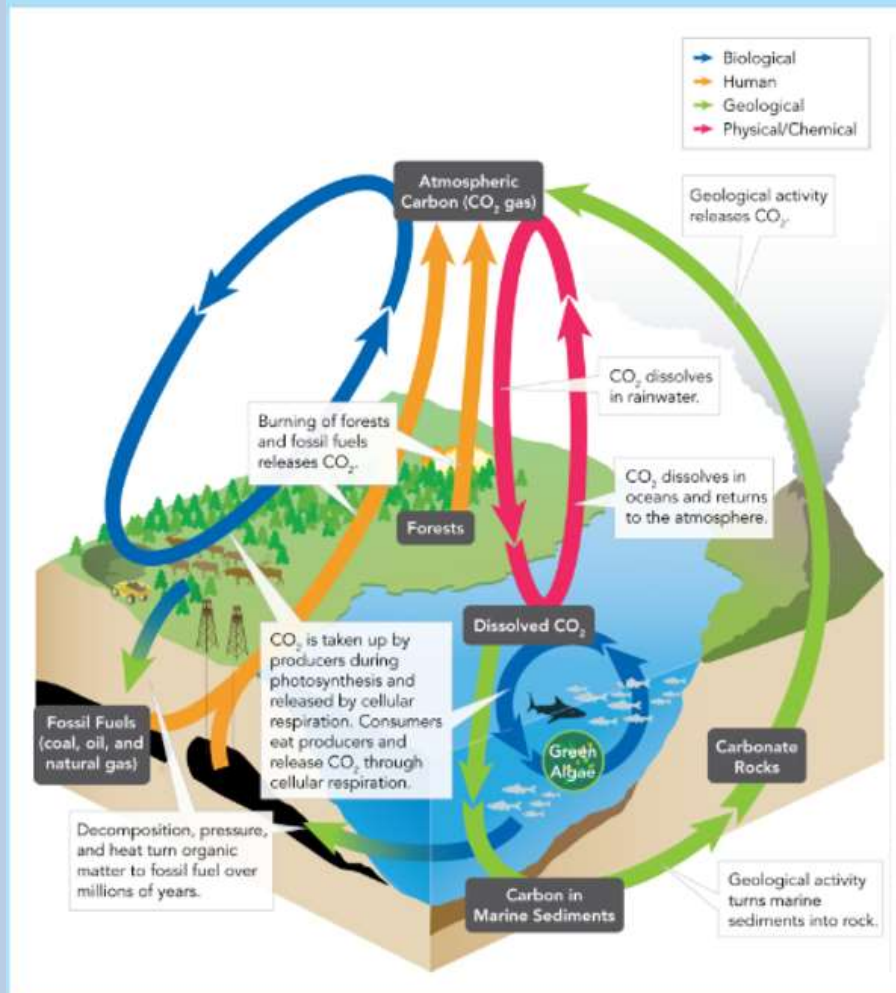 Biological
Human
Geological
Physical/Chemical
Atmospheric
Carbon (CO₂ gas)
Geological activity
releases CO₂.
CO₂ dissolves
in rainwater.
Burning of forests
and fossil fuels
releases CO₂.
CO₂ dissolves in
oceans and returns
to the atmosphere.
Forests
Dissolved CO₂
CO₂ is taken up by
producers during
photosynthesis and
released by cellular
respiration. Consumers
eat producers and
release CO₂ through
cellular respiration.
Fossil Fuels
(coal, oil, and
natural gas)
Green
Algae
Carbonate
Rocks
Decomposition, pressure,
and heat turn organic
matter to fossil fuel over
millions of years.
Carbon in
Marine Sediments
Geological activity
turns marine
sediments into rock.